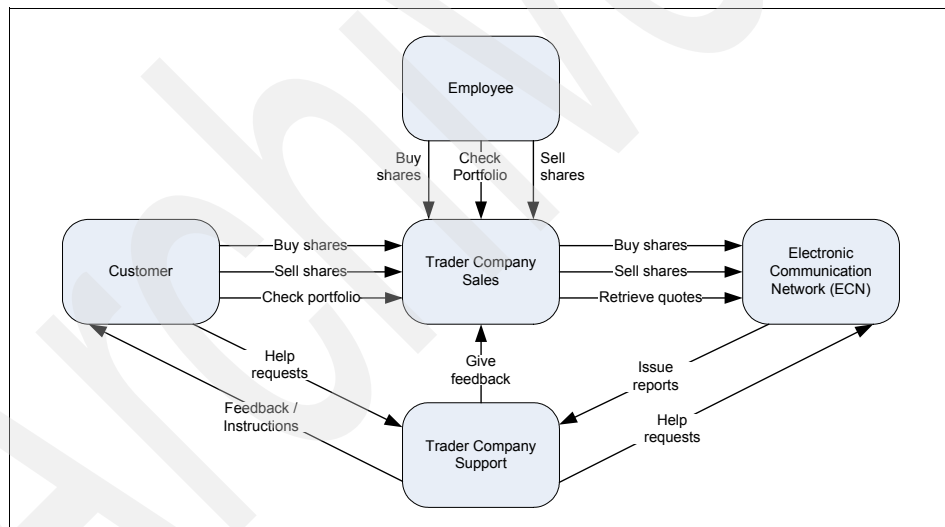 Employee
Buy
shares
Check
Portfolio
Sell
shares
Customer
Buy shares
Sell shares
Check portfolio
Trader Company
Sales
Buy shares
Sell shares
Retrieve quotes
Electronic
Communication
Network (ECN)
Help
requests
Feedback /
Instructions
Give
feedback
Issue
reports
Help
requests
Trader Company
Support